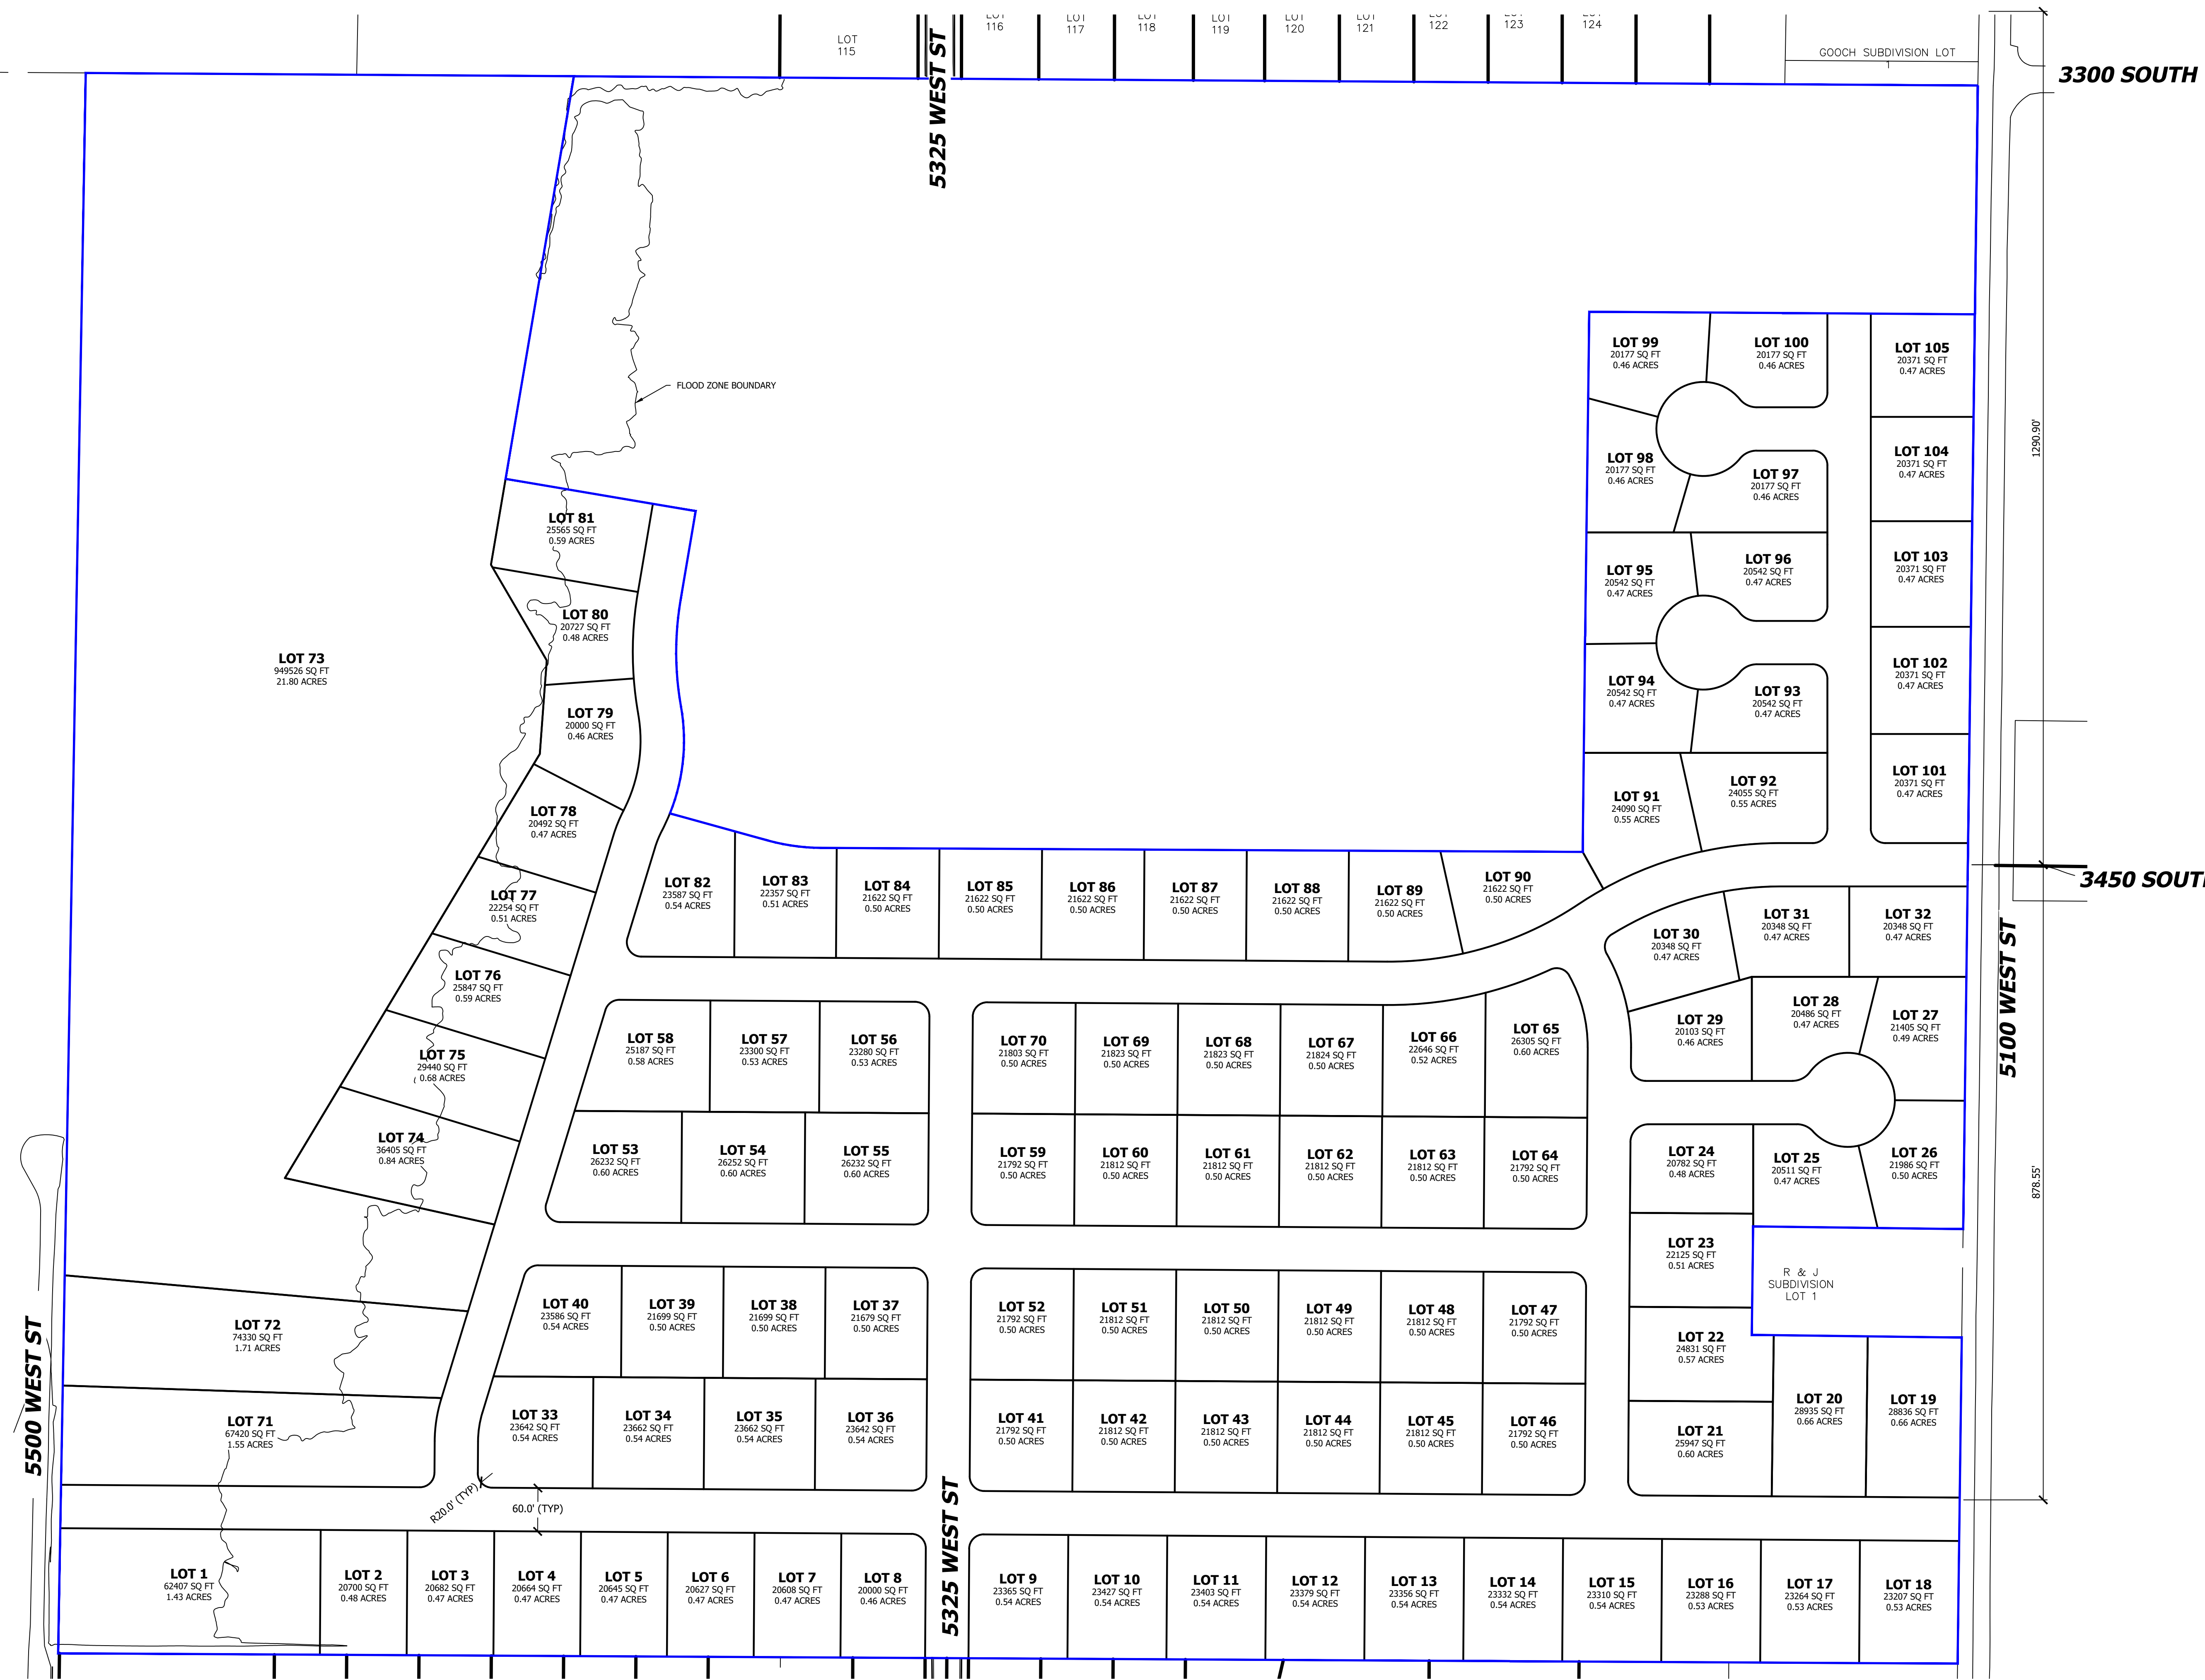 LOT
115
LOT
116
LOT
117
LOT
118
LOT
119
LOT
120
LOT
121
LOT
122
LOT
123
LOT
124
GOOCH SUBDIVISION LOT
1
3300 SOUTH
5325 WEST ST
FLOOD ZONE BOUNDARY
LOT 99
20177 SQ FT
0.46 ACRES
LOT 100
20177 SQ FT
0.46 ACRES
LOT 105
20371 SQ FT
0.47 ACRES
1290.90'
LOT 98
20177 SQ FT
0.46 ACRES
LOT 97
20177 SQ FT
0.46 ACRES
LOT 104
20371 SQ FT
0.47 ACRES
LOT 81
25565 SQ FT
0.59 ACRES
LOT 95
20542 SQ FT
0.47 ACRES
LOT 96
20542 SQ FT
0.47 ACRES
LOT 103
20371 SQ FT
0.47 ACRES
LOT 80
20727 SQ FT
0.48 ACRES
LOT 73
949526 SQ FT
21.80 ACRES
LOT 94
20542 SQ FT
0.47 ACRES
LOT 93
20542 SQ FT
0.47 ACRES
LOT 102
20371 SQ FT
0.47 ACRES
LOT 79
20000 SQ FT
0.46 ACRES
LOT 78
20492 SQ FT
0.47 ACRES
LOT 91
24090 SQ FT
0.55 ACRES
LOT 92
24055 SQ FT
0.55 ACRES
LOT 101
20371 SQ FT
0.47 ACRES
3450 SOUTH
LOT 77
22254 SQ FT
0.51 ACRES
LOT 82
23587 SQ FT
0.54 ACRES
LOT 83
22357 SQ FT
0.51 ACRES
LOT 84
21622 SQ FT
0.50 ACRES
LOT 85
21622 SQ FT
0.50 ACRES
LOT 86
21622 SQ FT
0.50 ACRES
LOT 87
21622 SQ FT
0.50 ACRES
LOT 88
21622 SQ FT
0.50 ACRES
LOT 89
21622 SQ FT
0.50 ACRES
LOT 90
21622 SQ FT
0.50 ACRES
LOT 30
20348 SQ FT
0.47 ACRES
LOT 31
20348 SQ FT
0.47 ACRES
LOT 32
20348 SQ FT
0.47 ACRES
5100 WEST ST
LOT 76
25847 SQ FT
0.59 ACRES
LOT 75
29440 SQ FT
0.68 ACRES
LOT 58
25187 SQ FT
0.58 ACRES
LOT 57
23300 SQ FT
0.53 ACRES
LOT 56
23280 SQ FT
0.53 ACRES
LOT 70
21803 SQ FT
0.50 ACRES
LOT 69
21823 SQ FT
0.50 ACRES
LOT 68
21823 SQ FT
0.50 ACRES
LOT 67
21824 SQ FT
0.50 ACRES
LOT 66
22646 SQ FT
0.52 ACRES
LOT 65
26305 SQ FT
0.60 ACRES
LOT 29
20103 SQ FT
0.46 ACRES
LOT 28
20486 SQ FT
0.47 ACRES
LOT 27
21405 SQ FT
0.49 ACRES
LOT 74
36405 SQ FT
0.84 ACRES
LOT 53
26232 SQ FT
0.60 ACRES
LOT 54
26252 SQ FT
0.60 ACRES
LOT 55
26232 SQ FT
0.60 ACRES
LOT 59
21792 SQ FT
0.50 ACRES
LOT 60
21812 SQ FT
0.50 ACRES
LOT 61
21812 SQ FT
0.50 ACRES
LOT 62
21812 SQ FT
0.50 ACRES
LOT 63
21812 SQ FT
0.50 ACRES
LOT 64
21792 SQ FT
0.50 ACRES
LOT 24
20782 SQ FT
0.48 ACRES
LOT 25
20511 SQ FT
0.47 ACRES
LOT 26
21986 SQ FT
0.50 ACRES
878.55'
LOT 23
22125 SQ FT
0.51 ACRES
R & J
SUBDIVISION
LOT 1
LOT 72
74330 SQ FT
1.71 ACRES
LOT 40
23586 SQ FT
0.54 ACRES
LOT 39
21699 SQ FT
0.50 ACRES
LOT 38
21699 SQ FT
0.50 ACRES
LOT 37
21679 SQ FT
0.50 ACRES
LOT 52
21792 SQ FT
0.50 ACRES
LOT 51
21812 SQ FT
0.50 ACRES
LOT 50
21812 SQ FT
0.50 ACRES
LOT 49
21812 SQ FT
0.50 ACRES
LOT 48
21812 SQ FT
0.50 ACRES
LOT 47
21792 SQ FT
0.50 ACRES
LOT 22
24831 SQ FT
0.57 ACRES
5500 WEST ST
LOT 71
67420 SQ FT
1.55 ACRES
LOT 33
23642 SQ FT
0.54 ACRES
LOT 34
23662 SQ FT
0.54 ACRES
LOT 35
23662 SQ FT
0.54 ACRES
LOT 36
23642 SQ FT
0.54 ACRES
LOT 41
21792 SQ FT
0.50 ACRES
LOT 42
21812 SQ FT
0.50 ACRES
LOT 43
21812 SQ FT
0.50 ACRES
LOT 44
21812 SQ FT
0.50 ACRES
LOT 45
21812 SQ FT
0.50 ACRES
LOT 46
21792 SQ FT
0.50 ACRES
LOT 21
25947 SQ FT
0.60 ACRES
LOT 20
28935 SQ FT
0.66 ACRES
LOT 19
28836 SQ FT
0.66 ACRES
R20.0' (TYP)
60.0' (TYP)
5325 WEST ST
LOT 1
62407 SQ FT
1.43 ACRES
LOT 2
20700 SQ FT
0.48 ACRES
LOT 3
20682 SQ FT
0.47 ACRES
LOT 4
20664 SQ FT
0.47 ACRES
LOT 5
20645 SQ FT
0.47 ACRES
LOT 6
20627 SQ FT
0.47 ACRES
LOT 7
20608 SQ FT
0.47 ACRES
LOT 8
20000 SQ FT
0.46 ACRES
LOT 9
23365 SQ FT
0.54 ACRES
LOT 10
23427 SQ FT
0.54 ACRES
LOT 11
23403 SQ FT
0.54 ACRES
LOT 12
23379 SQ FT
0.54 ACRES
LOT 13
23356 SQ FT
0.54 ACRES
LOT 14
23332 SQ FT
0.54 ACRES
LOT 15
23310 SQ FT
0.54 ACRES
LOT 16
23288 SQ FT
0.53 ACRES
LOT 17
23264 SQ FT
0.53 ACRES
LOT 18
23207 SQ FT
0.53 ACRES